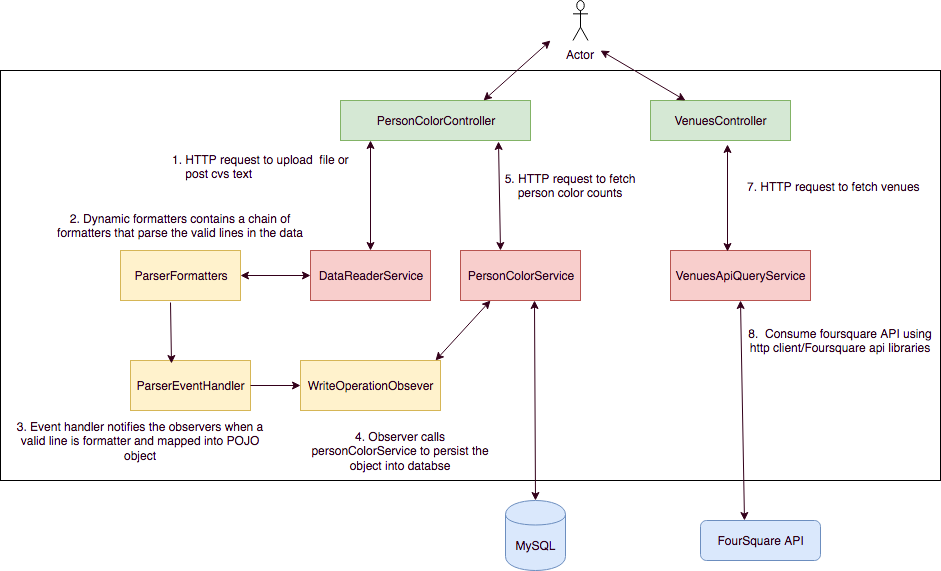 Actor
PersonColorController
VenuesController
1. HTTP request to upload  file or
post cvs text
5. HTTP request to fetch
person color counts
7. HTTP request to fetch venues
2. Dynamic formatters contains a chain of
formatters that parse the valid lines in the data
ParserFormatters
DataReaderService
PersonColorService
VenuesApiQueryService
8.  Consume foursquare API using
http client/Foursquare api libraries
ParserEventHandler
WriteOperationObsever
3. Event handler notifies the observers when a
valid line is formatter and mapped into POJO
object
4. Observer calls
personColorService to persist the
object into databse
MySQL
FourSquare API